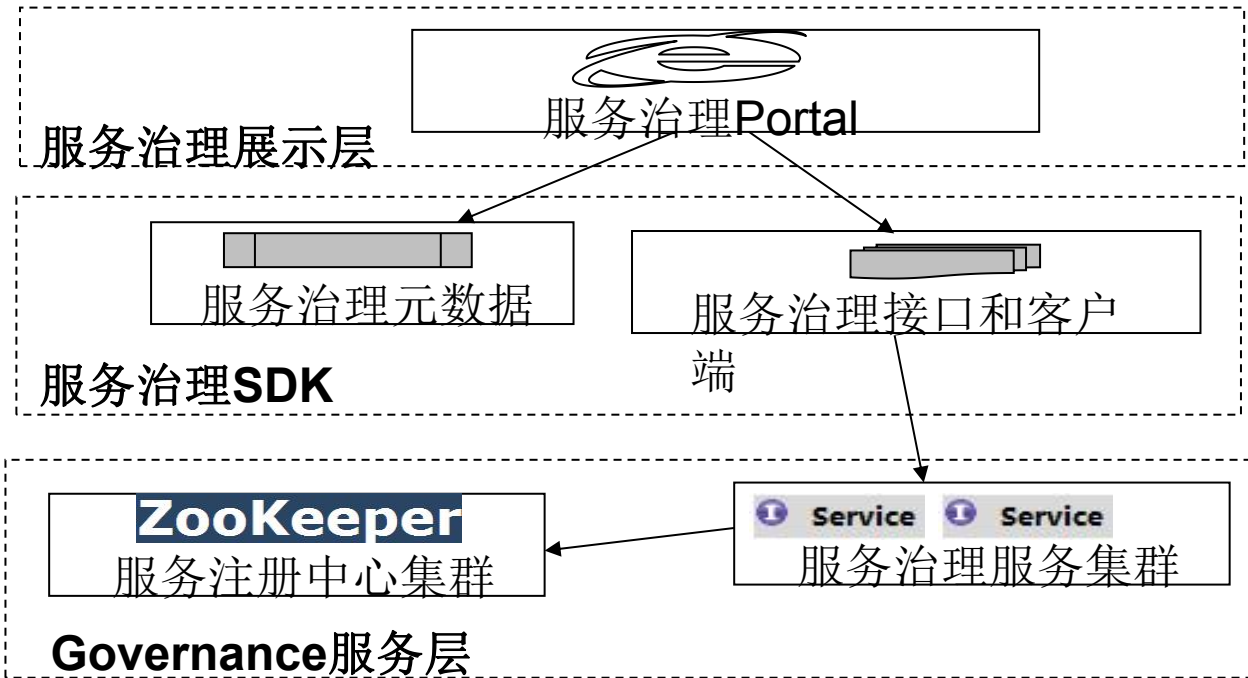 服务治理Portal
服务治理展示层
服务治理元数据
服务治理接口和客户
端
服务治理SDK
ZooKeeper
服务注册中心集群
Service Service
服务治理服务集群
Governance服务层